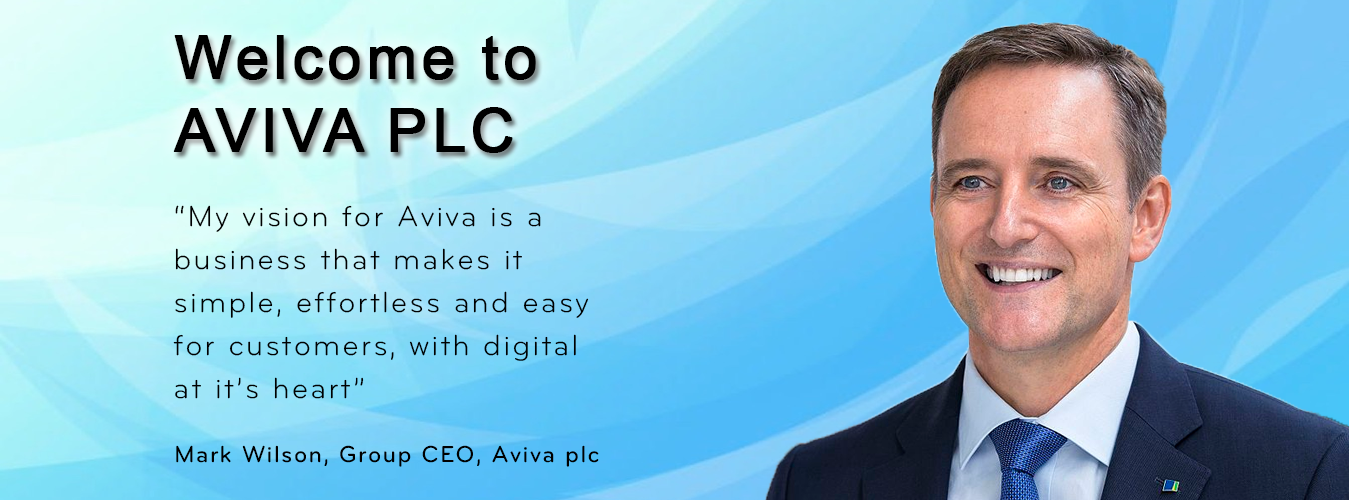 Welcome to
AVIVA PLC
“My vision for Aviva is a
business that makes it
simple, effortless and easy
for customers, with digital
at it’s heart”
Mark Wilson, Group CEO, Aviva plc